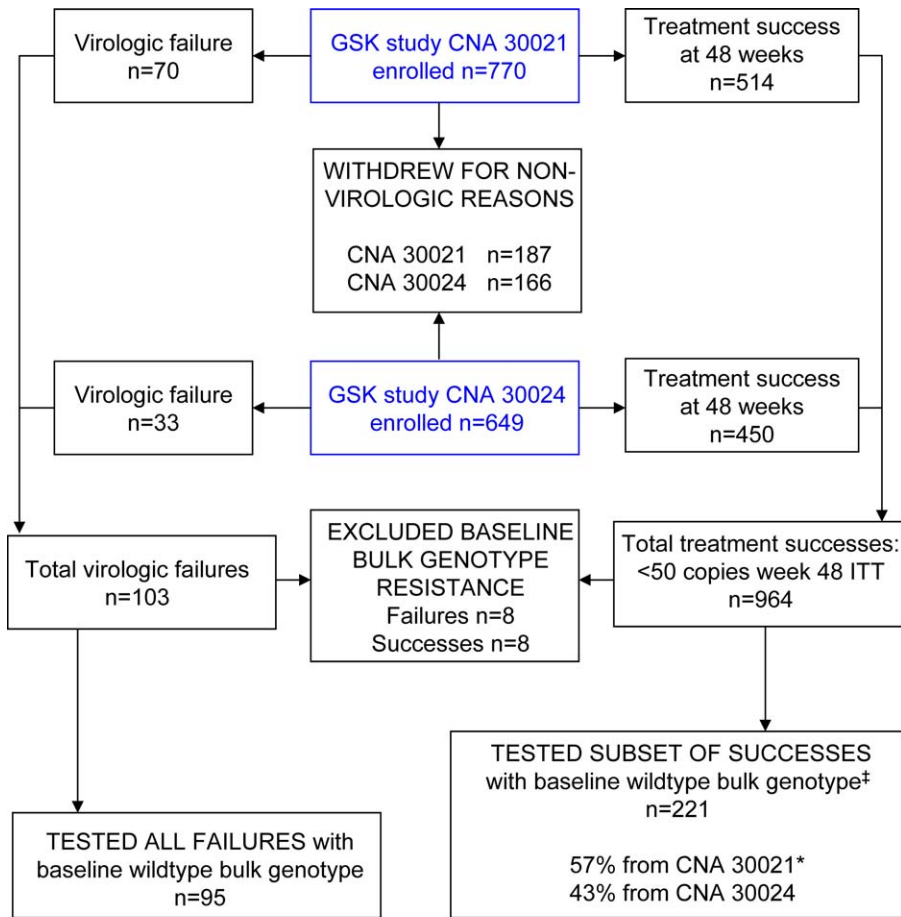 Virologic failure
n=70
GSK study CNA 30021
enrolled n=770
Treatment success
at 48 weeks
n=514
WITHDREW FOR NON-
VIROLOGIC REASONS
CNA 30021 n=187
CNA 30024 n=166
Virologic failure
n=33
GSK study CNA 30024
enrolled n=649
Treatment success
at 48 weeks
n=450
Total virologic failures
n=103
EXCLUDED BASELINE
BULK GENOTYPE
RESISTANCE
Failures n=8
Successes n=8
Total treatment successes:
<50 copies week 48 ITT
n=964
TESTED ALL FAILURES with
baseline wildtype bulk genotype
n=95
TESTED SUBSET OF SUCCESSES
with baseline wildtype bulk genotype‡
n=221
57% from CNA 30021*
43% from CNA 30024